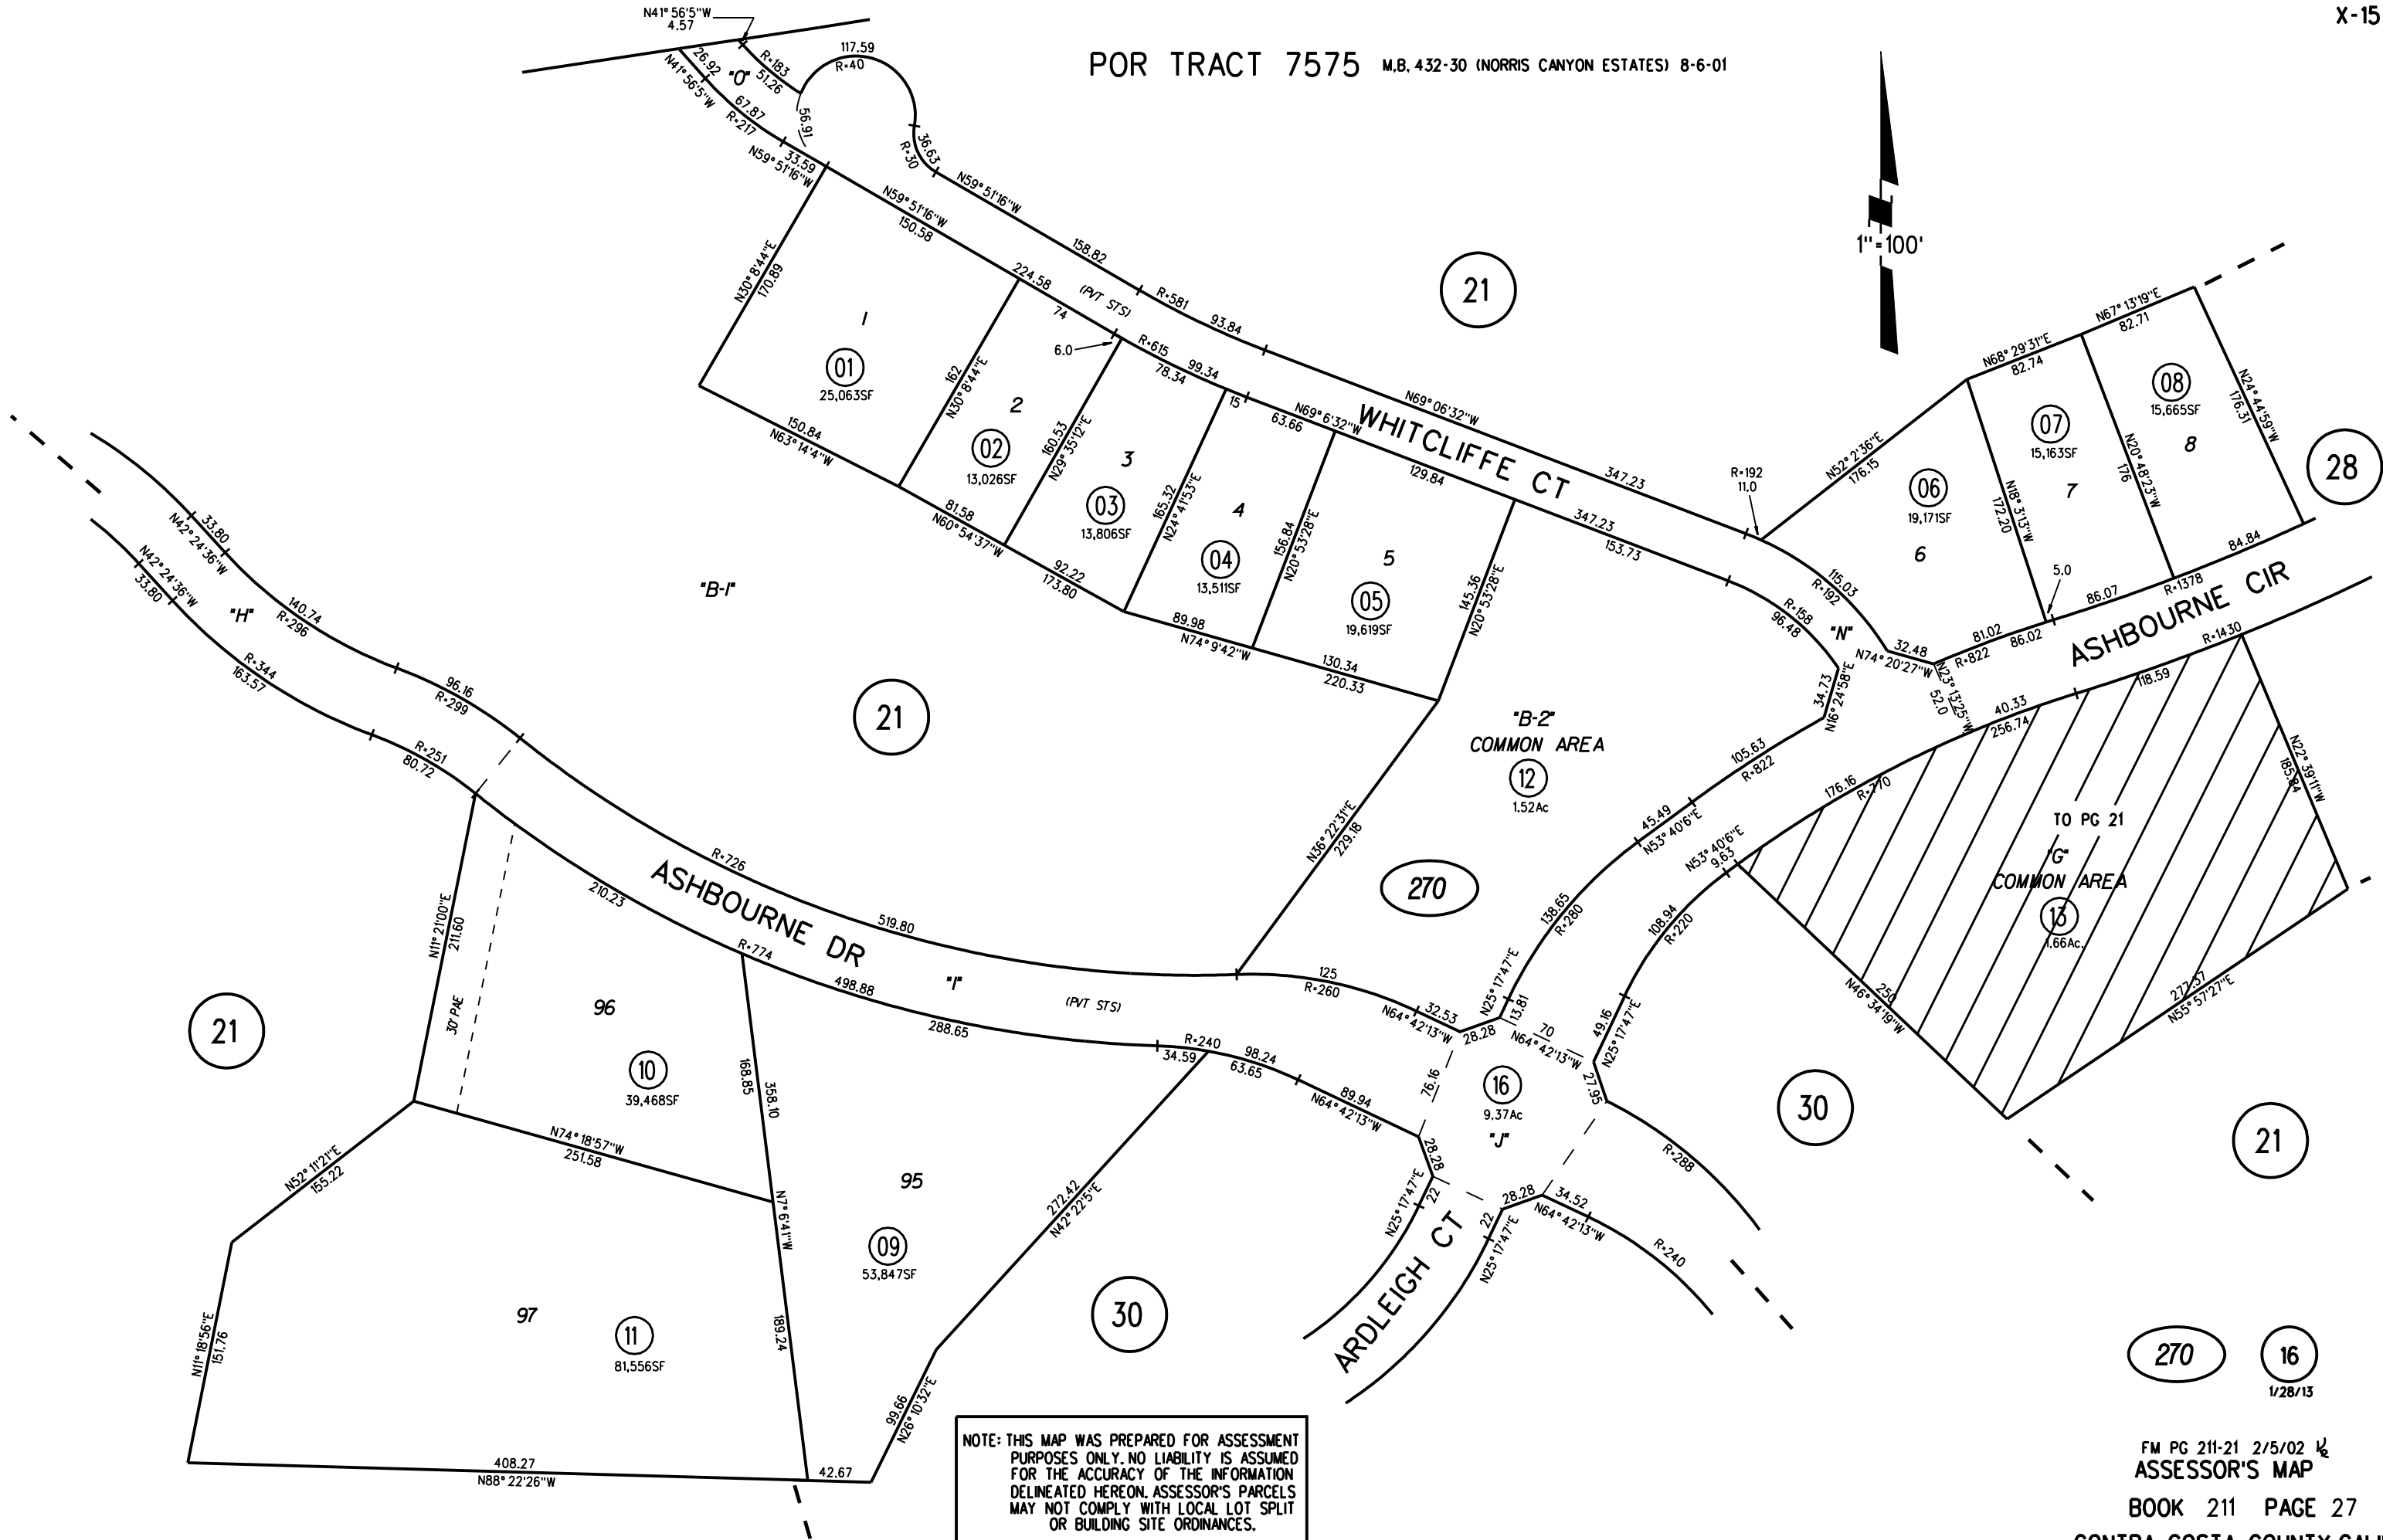 X-15
POR TRACT 7575 M.B. 432-30 (NORRIS CANYON ESTATES) 8-6-01
N41°56'5"W
4.57
26.92
N41°56'5"W
"O"
R=183
51.26
117.59
R=40
67.87
R=217
56.91
33.59
N59°51'16"W
36.63
R=30
N59°51'16"W
158.82
N59°51'16"W
150.58
224.58
74
(PVT STS)
R=581
93.84
21
1"=100'
N30°8'44"E
170.89
1
01
25,063SF
150.84
N63°14'4"W
162
N30°8'44"E
2
02
13,026SF
81.58
N60°54'37"W
6.0
R=615
99.34
78.34
160.53
N29°35'12"E
3
03
13,806SF
92.22
173.80
15
N69°6'32"W
63.66
165.32
N24°41'53"E
4
04
13,511SF
89.98
N74°9'42"W
N69°06'32"W
347.23
WHITCLIFFE CT
129.84
347.23
153.73
156.84
N20°53'28"E
5
05
19,619SF
145.36
N20°53'28"E
130.34
220.33
R=192
11.0
N52°2'36"E
176.15
115.03
R=192
R=158
96.48
"N"
34.73
N16°24'58"E
32.48
N74°20'27"W
N68°29'31"E
82.74
N67°13'19"E
82.71
06
19,171SF
6
N18°3'13"W
172.20
07
15,163SF
7
N20°48'23"W
176
08
15,665SF
8
N24°44'59"W
176.31
28
84.84
5.0
86.07
R=1378
81.02
86.02
R=822
ASHBOURNE CIR
N23°13'25"W
52.0
R=1430
118.59
40.33
256.74
176.16
R=770
N22°39'11"W
185.84
TO PG 21
"G"
COMMON AREA
13
1.66Ac.
250
N46°34'19"W
277.37
N55°57'27"E
33.80
N42°24'36"W
N42°24'36"W
33.80
"H"
140.74
R=296
R=344
163.57
96.16
R=299
R=251
80.72
"B-1"
21
"B-2"
COMMON AREA
12
1.52Ac
270
N36°22'31"E
229.18
105.63
R=822
45.49
N53°40'6"E
N53°40'6"E
9.63
138.65
R=280
108.94
R=220
N25°17'47"E
13.81
49.16
N25°17'47"E
R=726
519.80
ASHBOURNE DR
210.23
R=774
498.88
288.65
"I"
(PVT STS)
125
R=260
32.53
N64°42'13"W
28.28
70
N64°42'13"W
27.95
R=240
34.59
98.24
63.65
89.94
N64°42'13"W
76.16
16
9.37Ac
"J"
28.28
N25°17'47"E
22
28.28
22
N25°17'47"E
34.52
N64°42'13"W
R=288
R=240
30
21
ARDLEIGH CT
21
N11°21'00"E
211.60
30' PAE
96
10
39,468SF
168.85
358.10
N74°18'57"W
251.58
N52°11'21"E
155.22
N11°18'56"E
151.76
97
11
81,556SF
N7°6'41"W
189.24
95
09
53,847SF
272.42
N42°22'5"E
30
99.66
N26°10'32"E
408.27
N88°22'26"W
42.67
NOTE: THIS MAP WAS PREPARED FOR ASSESSMENT
PURPOSES ONLY. NO LIABILITY IS ASSUMED
FOR THE ACCURACY OF THE INFORMATION
DELINEATED HEREON. ASSESSOR'S PARCELS
MAY NOT COMPLY WITH LOCAL LOT SPLIT
OR BUILDING SITE ORDINANCES.
270
16
1/28/13
FM PG 211-21 2/5/02
ASSESSOR'S MAP
BOOK 211 PAGE 27
CONTRA COSTA COUNTY